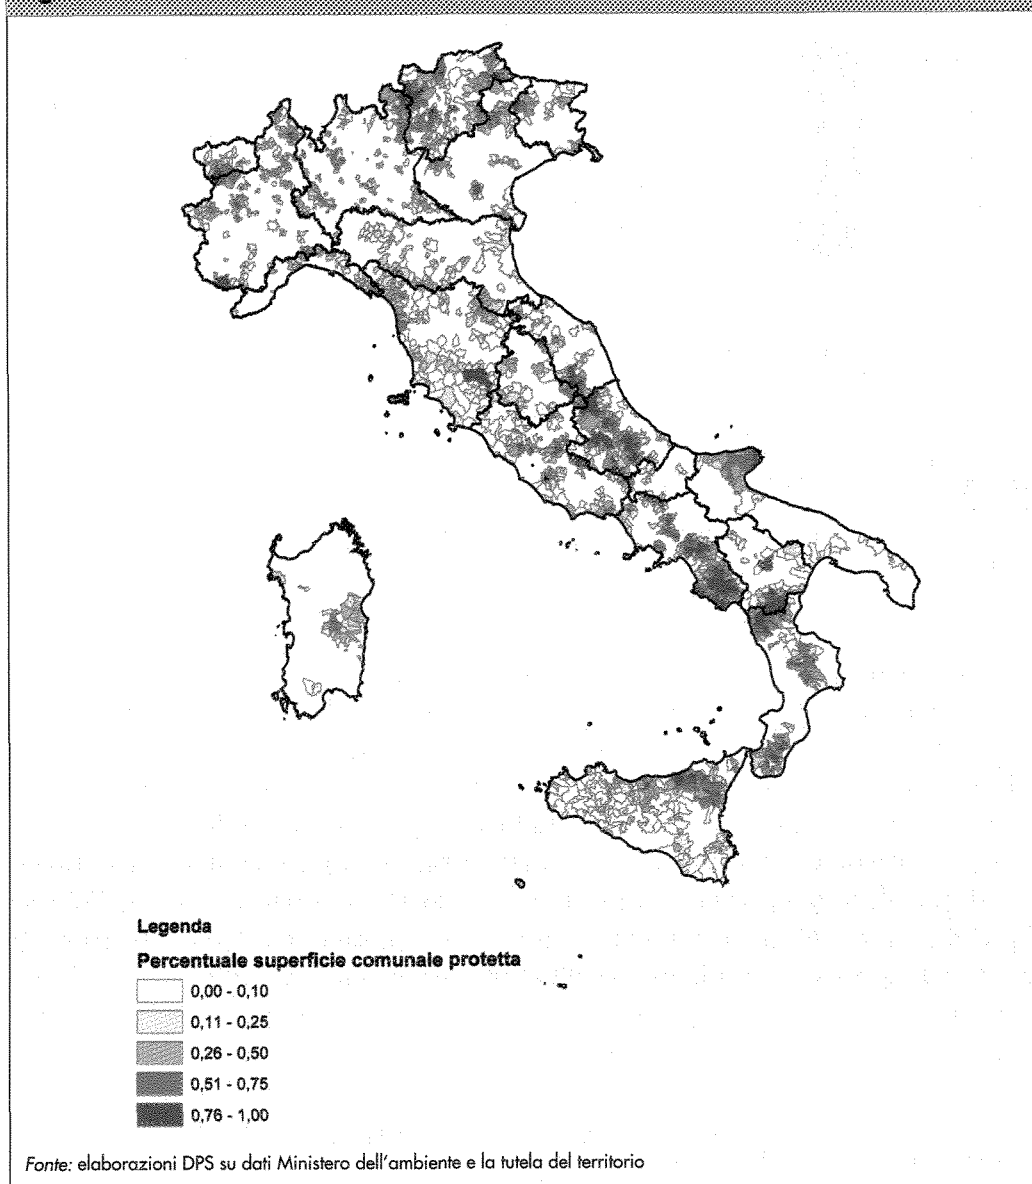 Legenda
Percentuale superficie comunale protetta
0,00 - 0,10
0,11 - 0,25
0,26 - 0,50
0,51 - 0,75
0,76 - 1,00
Fonte: elaborazioni DPS su dati Ministero dell'ambiente e la tutela del territorio